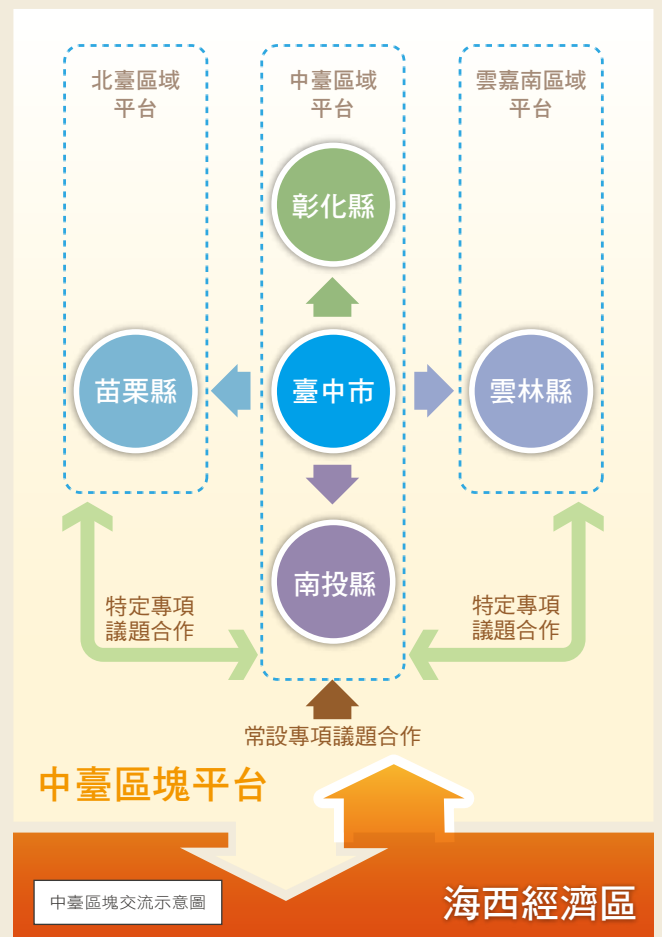 北臺區域
平台
中臺區域
平台
雲嘉南區域
平台
彰化縣
苗栗縣
臺中市
雲林縣
南投縣
特定專項
議題合作
特定專項
議題合作
常設專項議題合作
中臺區塊平台
中臺區塊交流示意圖
海西經濟區